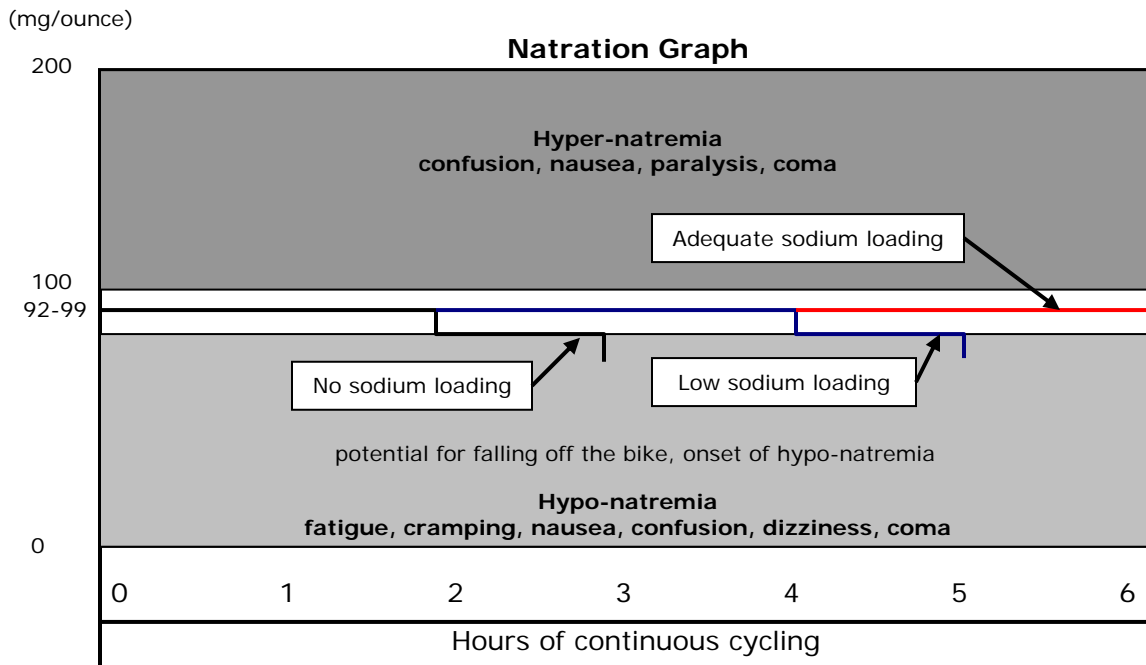 (mg/ounce)
Natration Graph
200
Hyper-natremia
confusion, nausea, paralysis, coma
Adequate sodium loading
100
92-99
No sodium loading
Low sodium loading
potential for falling off the bike, onset of hypo-natremia
Hypo-natremia
fatigue, cramping, nausea, confusion, dizziness, coma
0
0 1 2 3 4 5 6
Hours of continuous cycling